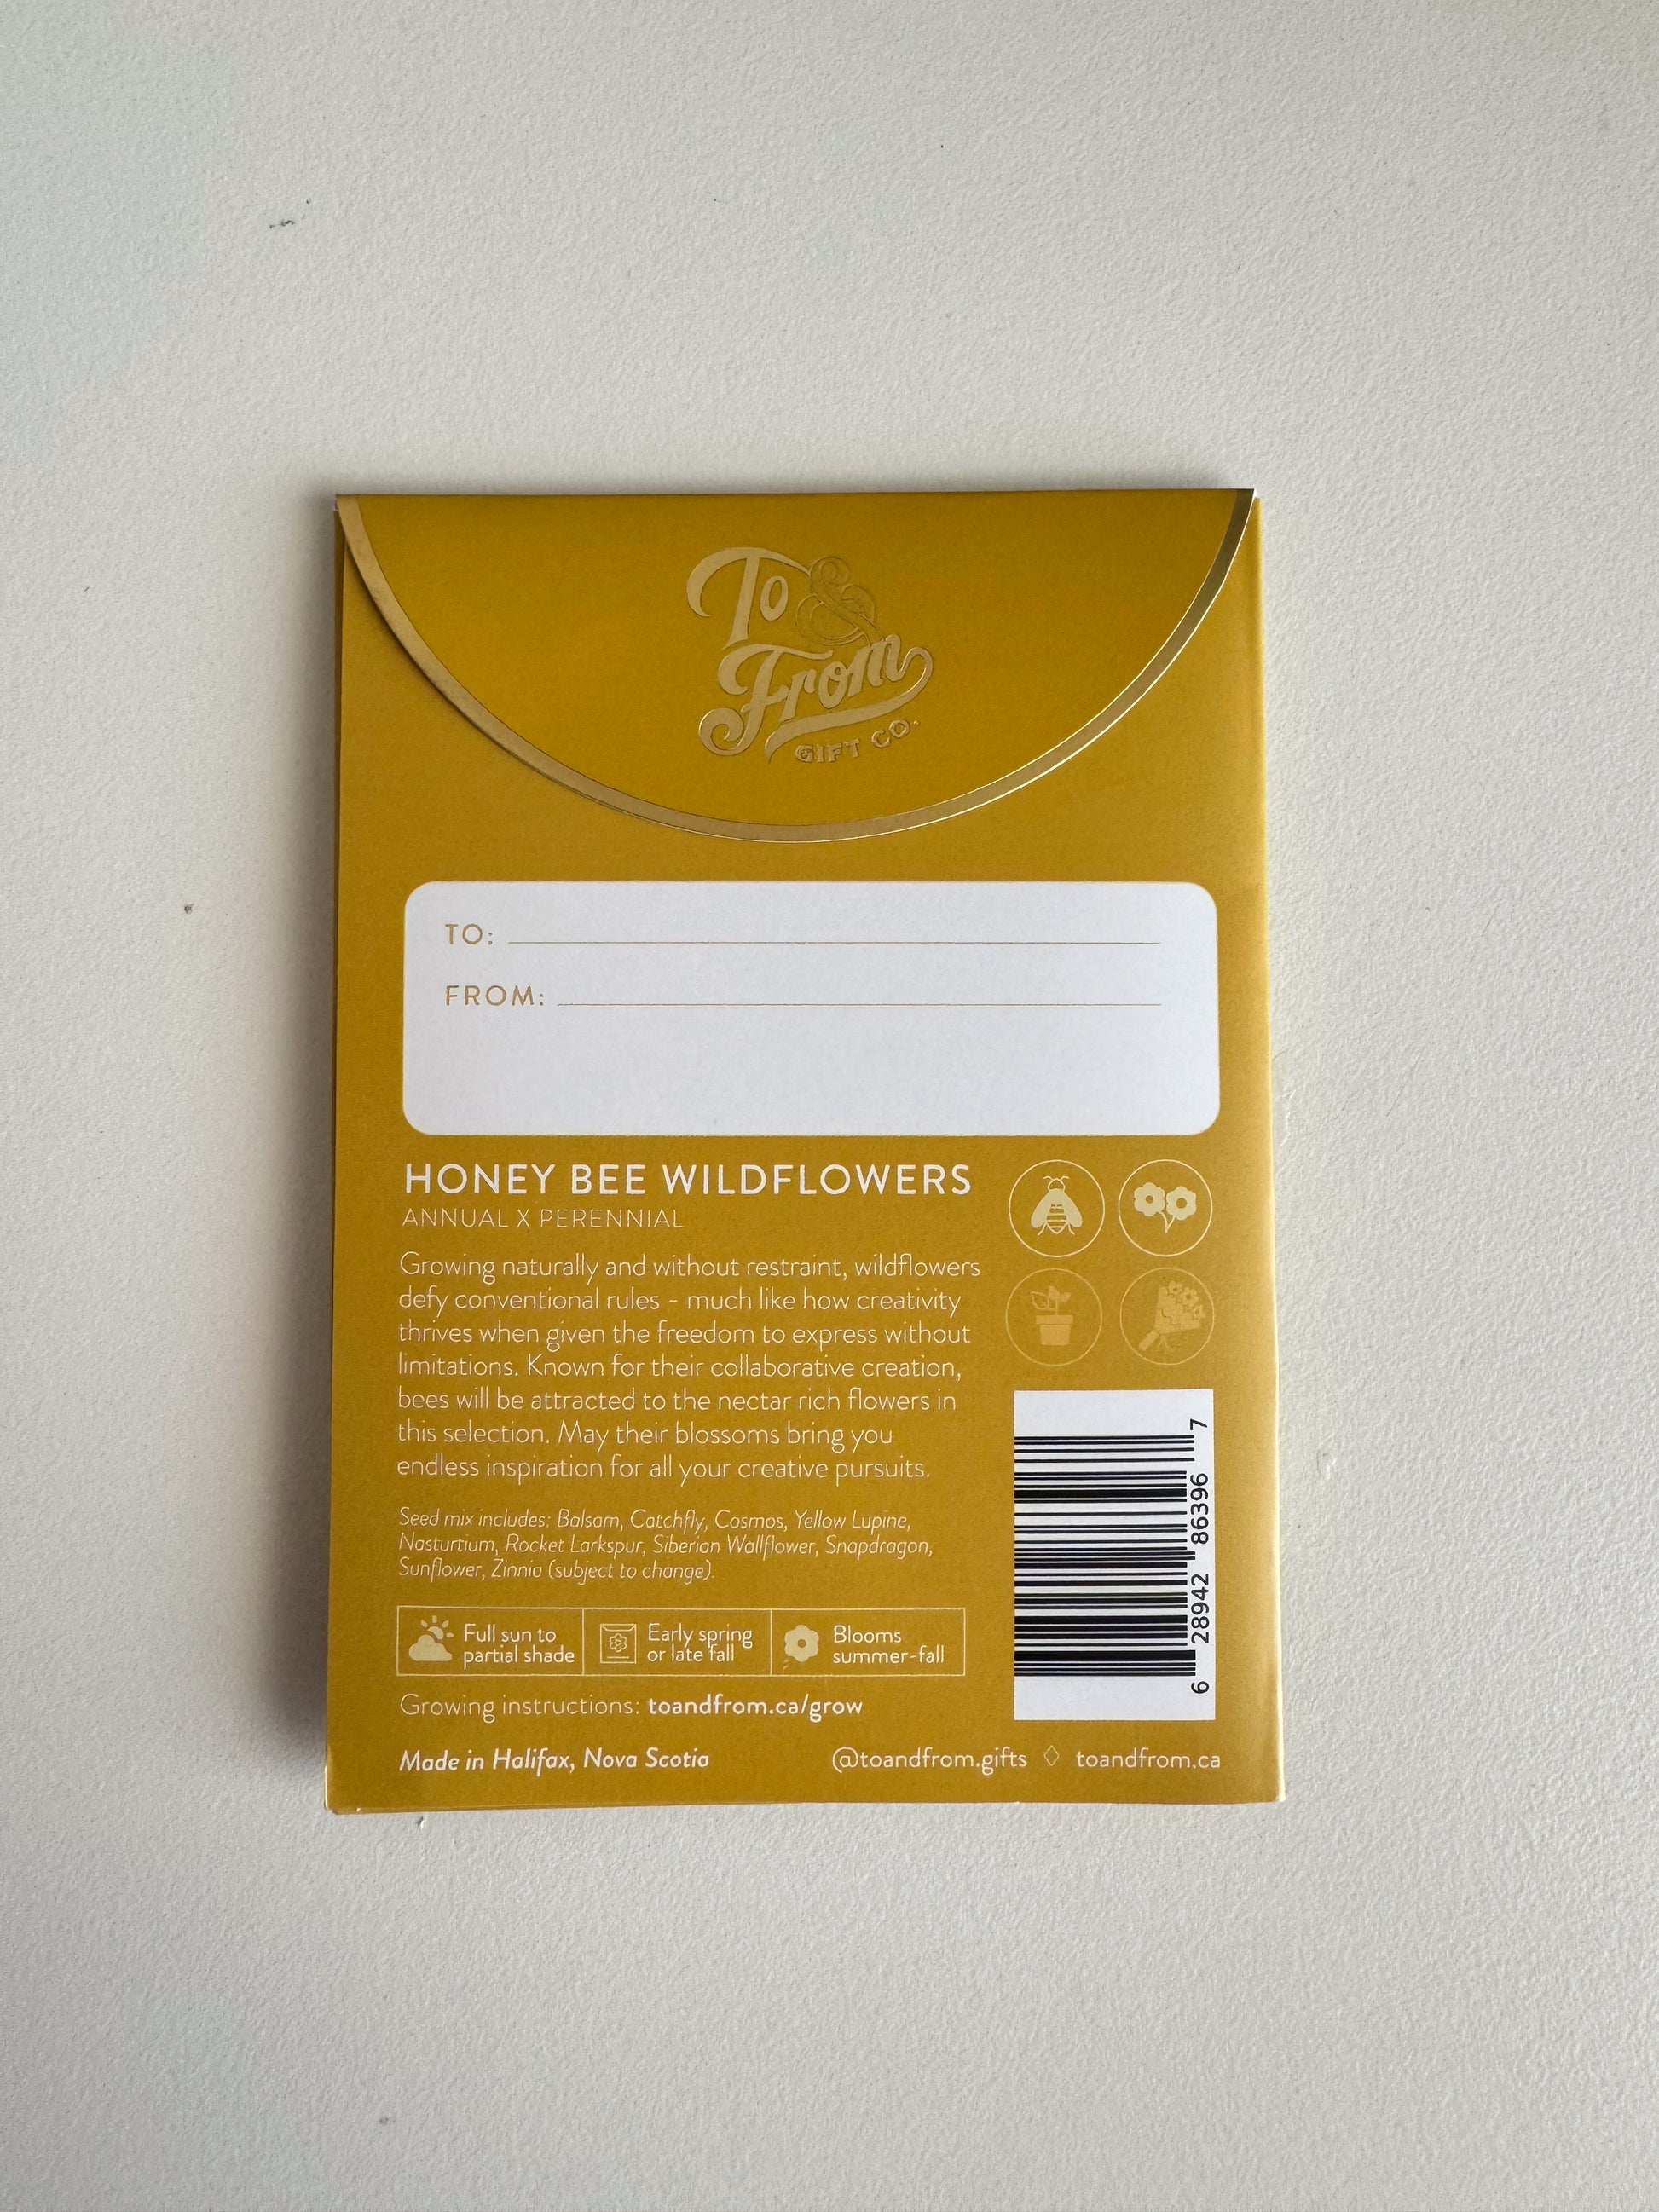 To &
From
GIFT CO.
TO:
FROM:
HONEY BEE WILDFLOWERS
ANNUAL X PERENNIAL
Growing naturally and without restraint, wildflowers
defy conventional rules - much like how creativity
thrives when given the freedom to express without
limitations. Known for their collaborative creation,
bees will be attracted to the nectar rich flowers in
this selection. May their blossoms bring you
endless inspiration for all your creative pursuits.
Seed mix includes: Balsam, Catchfly, Cosmos, Yellow Lupine,
Nasturtium, Rocket Larkspur, Siberian Wallflower, Snapdragon,
Sunflower, Zinnia (subject to change).
Full sun to
partial shade
Early spring
or late fall
Blooms
summer-fall
Growing instructions: toandfrom.ca/grow
Made in Halifax, Nova Scotia
@toandfrom.gifts ◇ toandfrom.ca
6 28942 86396 7